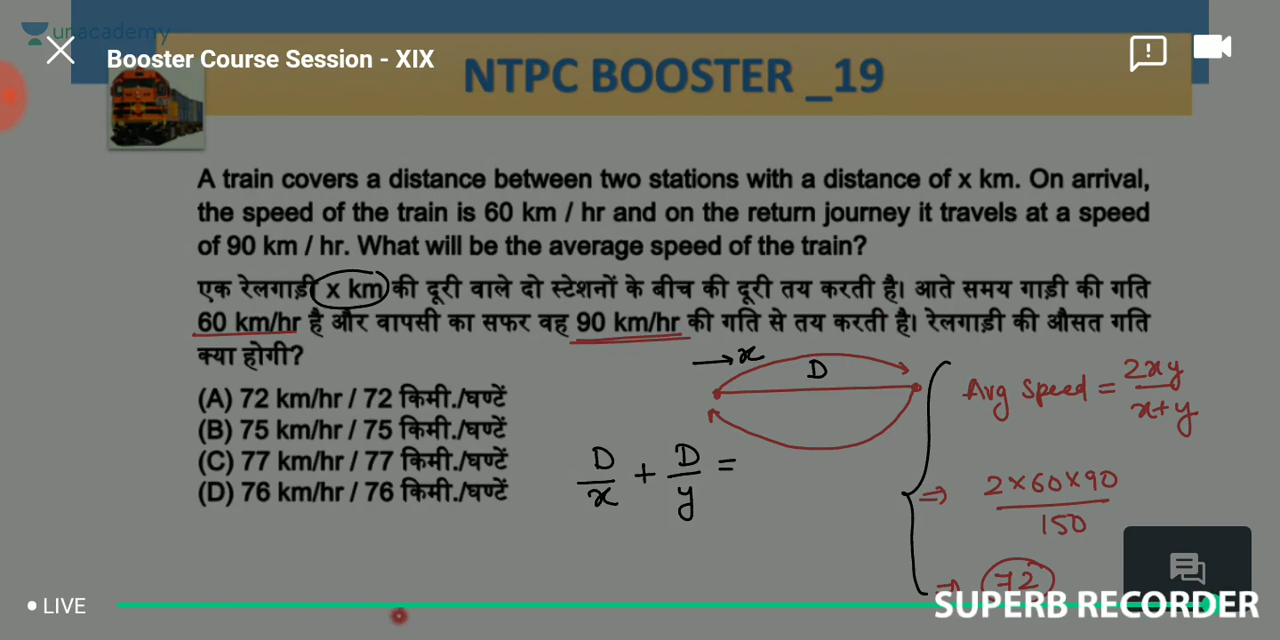 unacademy
Booster Course Session - XIX
NTPC BOOSTER _19
A train covers a distance between two stations with a distance of x km. On arrival,
the speed of the train is 60 km / hr and on the return journey it travels at a speed
of 90 km / hr. What will be the average speed of the train?
एक रेलगाड़ी x km की दूरी वाले दो स्टेशनों के बीच की दूरी तय करती है। आते समय गाड़ी की गति
60 km/hr है और वापसी का सफर वह 90 km/hr की गति से तय करती है। रेलगाड़ी की औसत गति
क्या होगी?
(A) 72 km/hr / 72 किमी./घण्टें
(B) 75 km/hr / 75 किमी./घण्टें
(C) 77 km/hr / 77 किमी./घण्टें
(D) 76 km/hr / 76 किमी./घण्टें
→ x
D
D/x + D/y =
Avg Speed = 2xy/x+y
⇒ 2×60×90/150
⇒ 72
• LIVE
SUPERB RECORDER